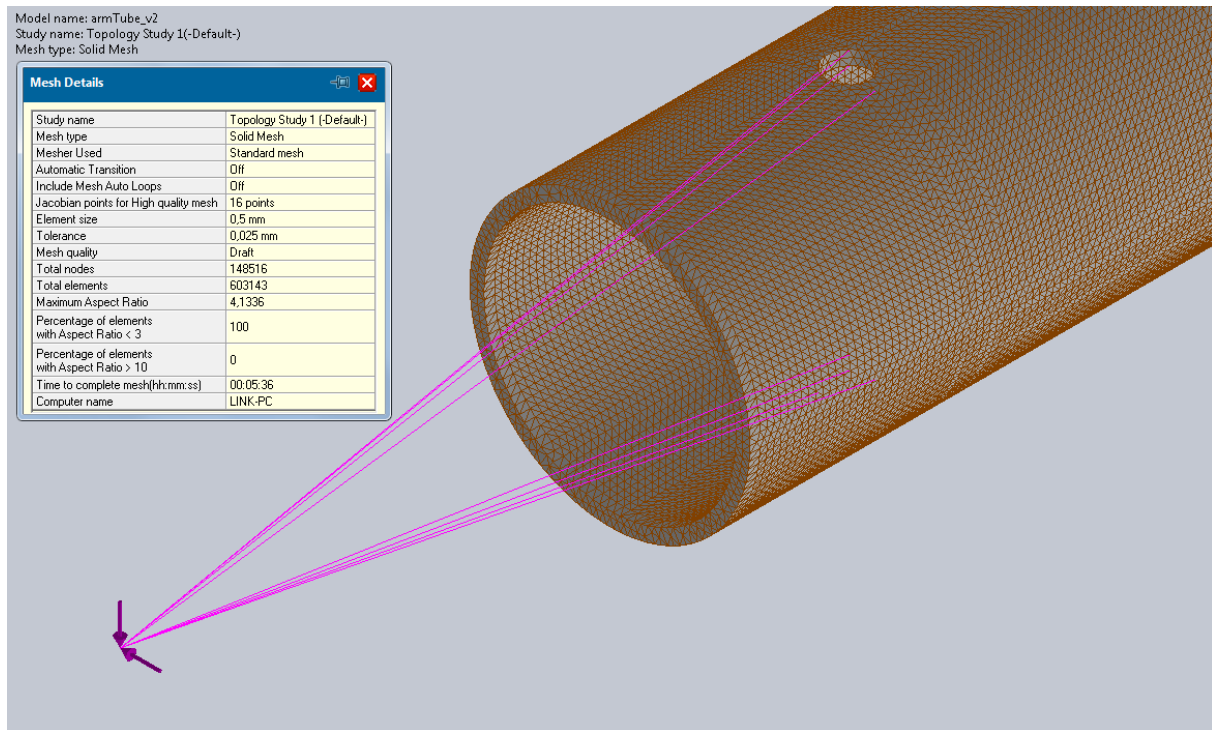 Model name: armTube_v2
Study name: Topology Study 1(-Default-)
Mesh type: Solid Mesh
Mesh Details
Study name Topology Study 1 (-Default-)
Mesh type Solid Mesh
Mesher Used Standard mesh
Automatic Transition Off
Include Mesh Auto Loops Off
Jacobian points for High quality mesh 16 points
Element size 0,5 mm
Tolerance 0,025 mm
Mesh quality Draft
Total nodes 148516
Total elements 603143
Maximum Aspect Ratio 4,1336
Percentage of elements
with Aspect Ratio < 3 100
Percentage of elements
with Aspect Ratio > 10 0
Time to complete mesh(hh:mm:ss) 00:05:36
Computer name LINK-PC